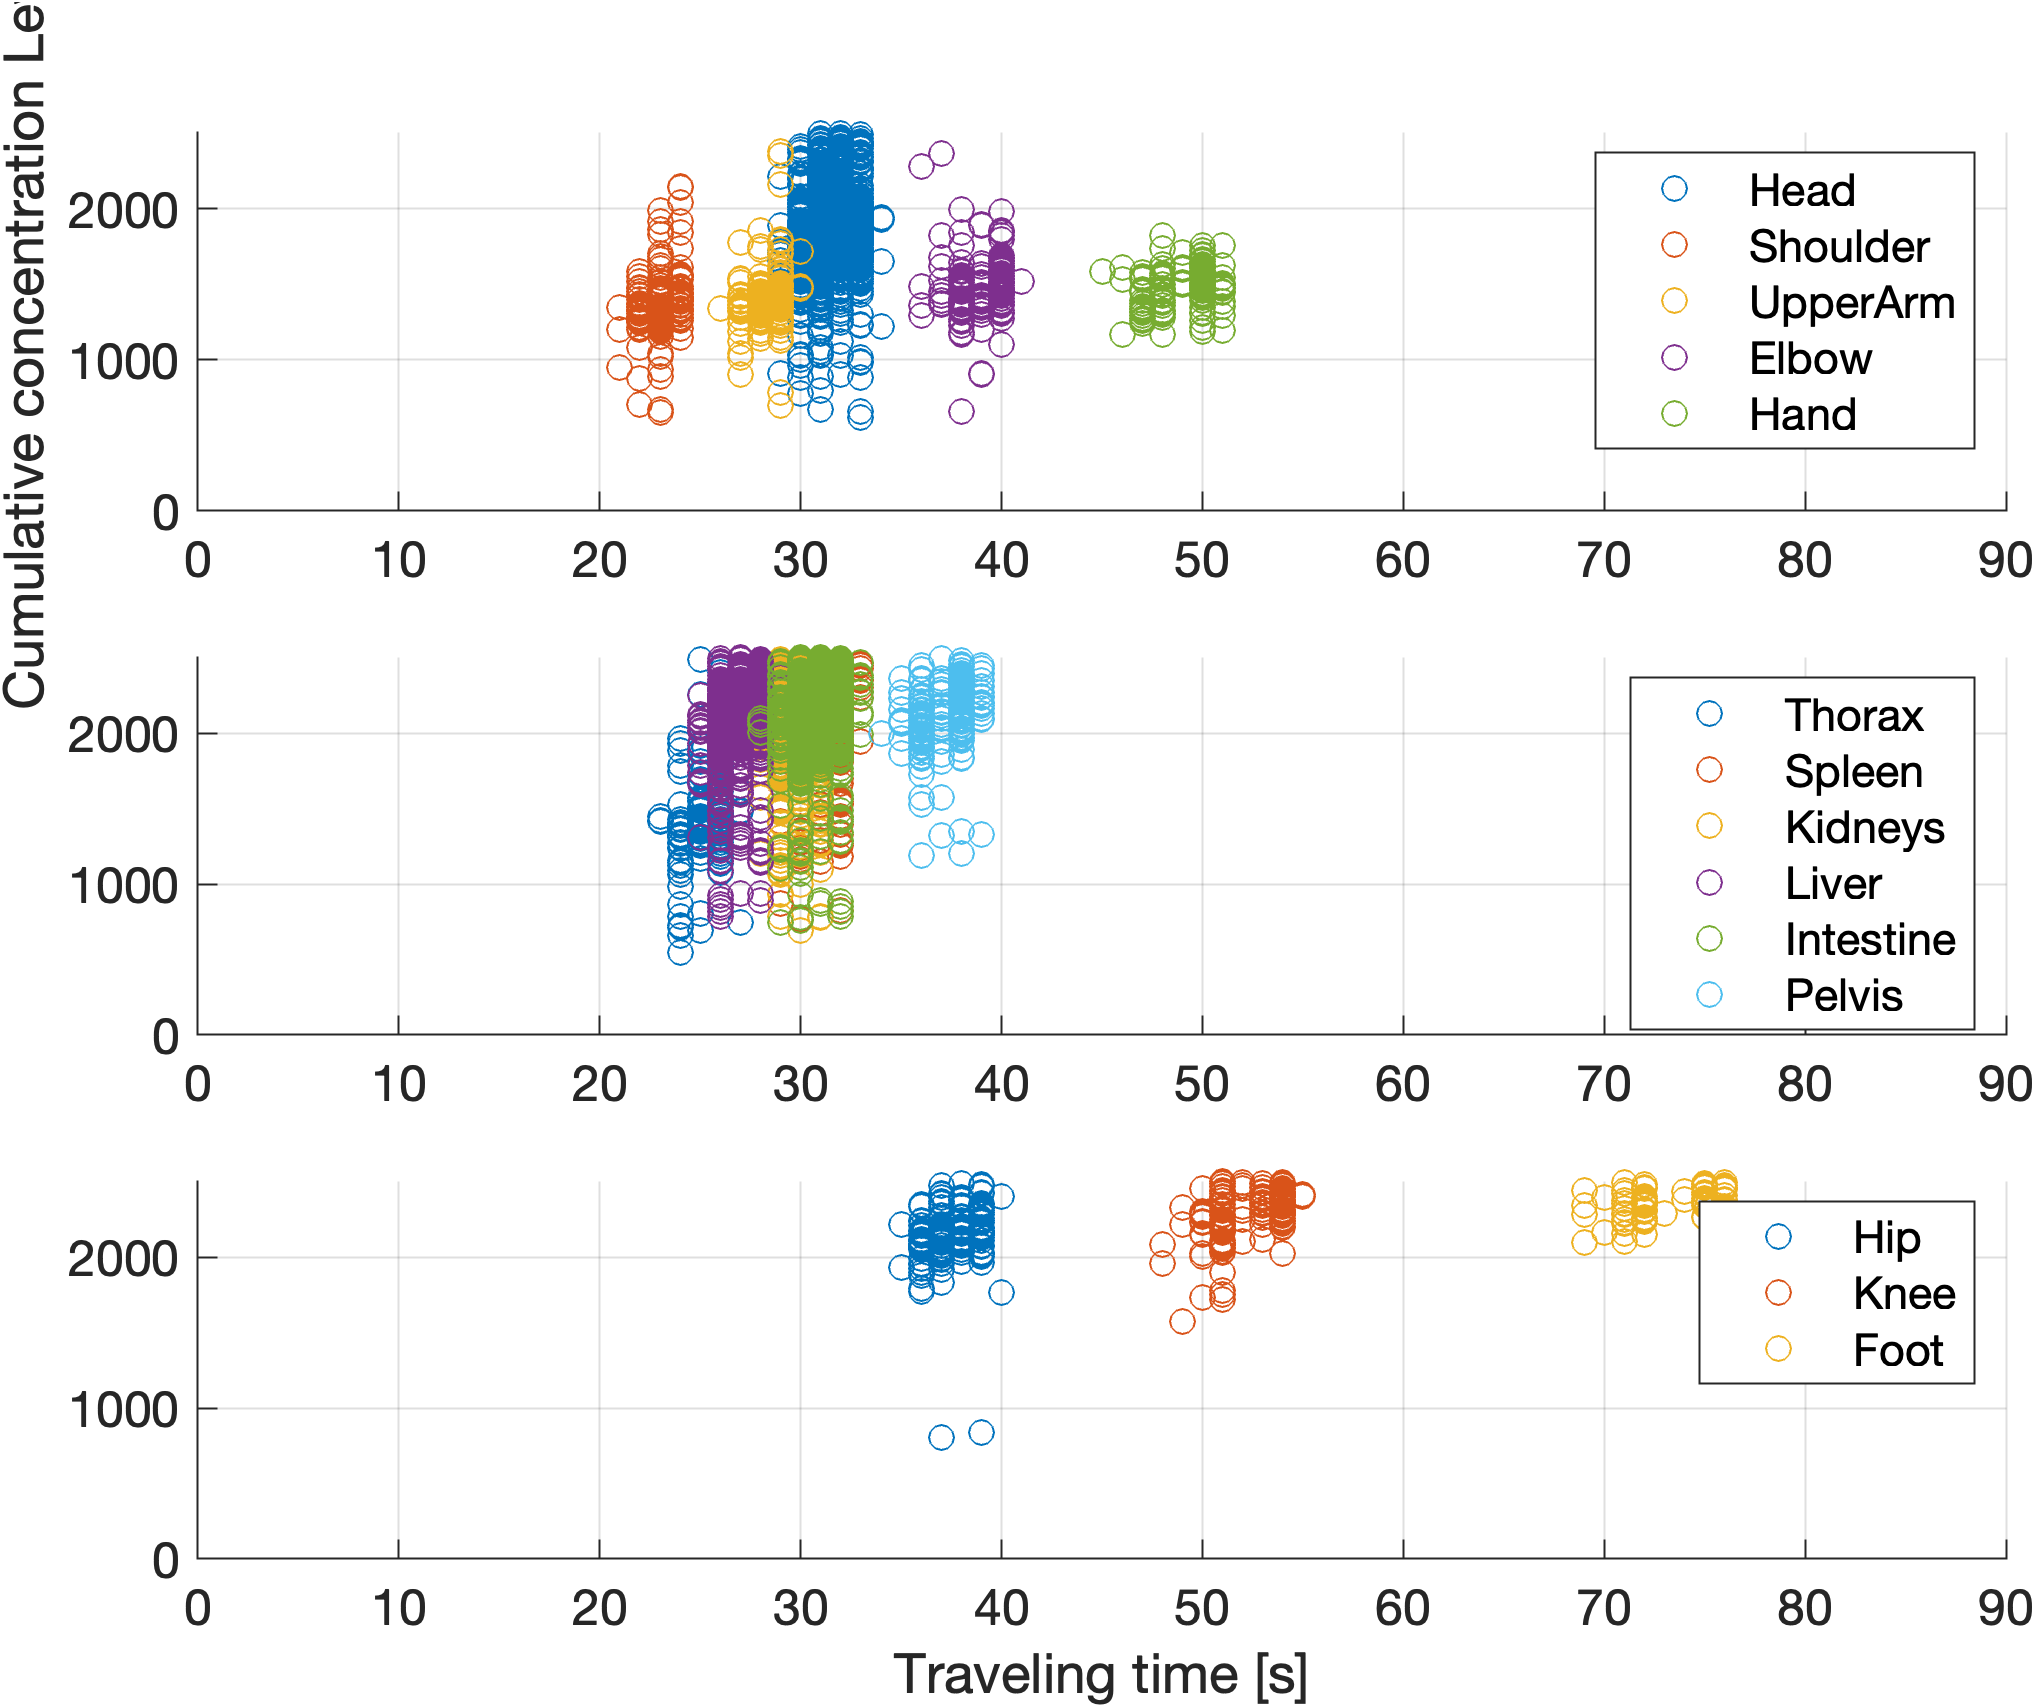 Cumulative concentration Le
2000
1000
0
0 10 20 30 40 50 60 70 80 90
Head
Shoulder
UpperArm
Elbow
Hand
2000
1000
0
0 10 20 30 40 50 60 70 80 90
Thorax
Spleen
Kidneys
Liver
Intestine
Pelvis
2000
1000
0
0 10 20 30 40 50 60 70 80 90
Hip
Knee
Foot
Traveling time [s]